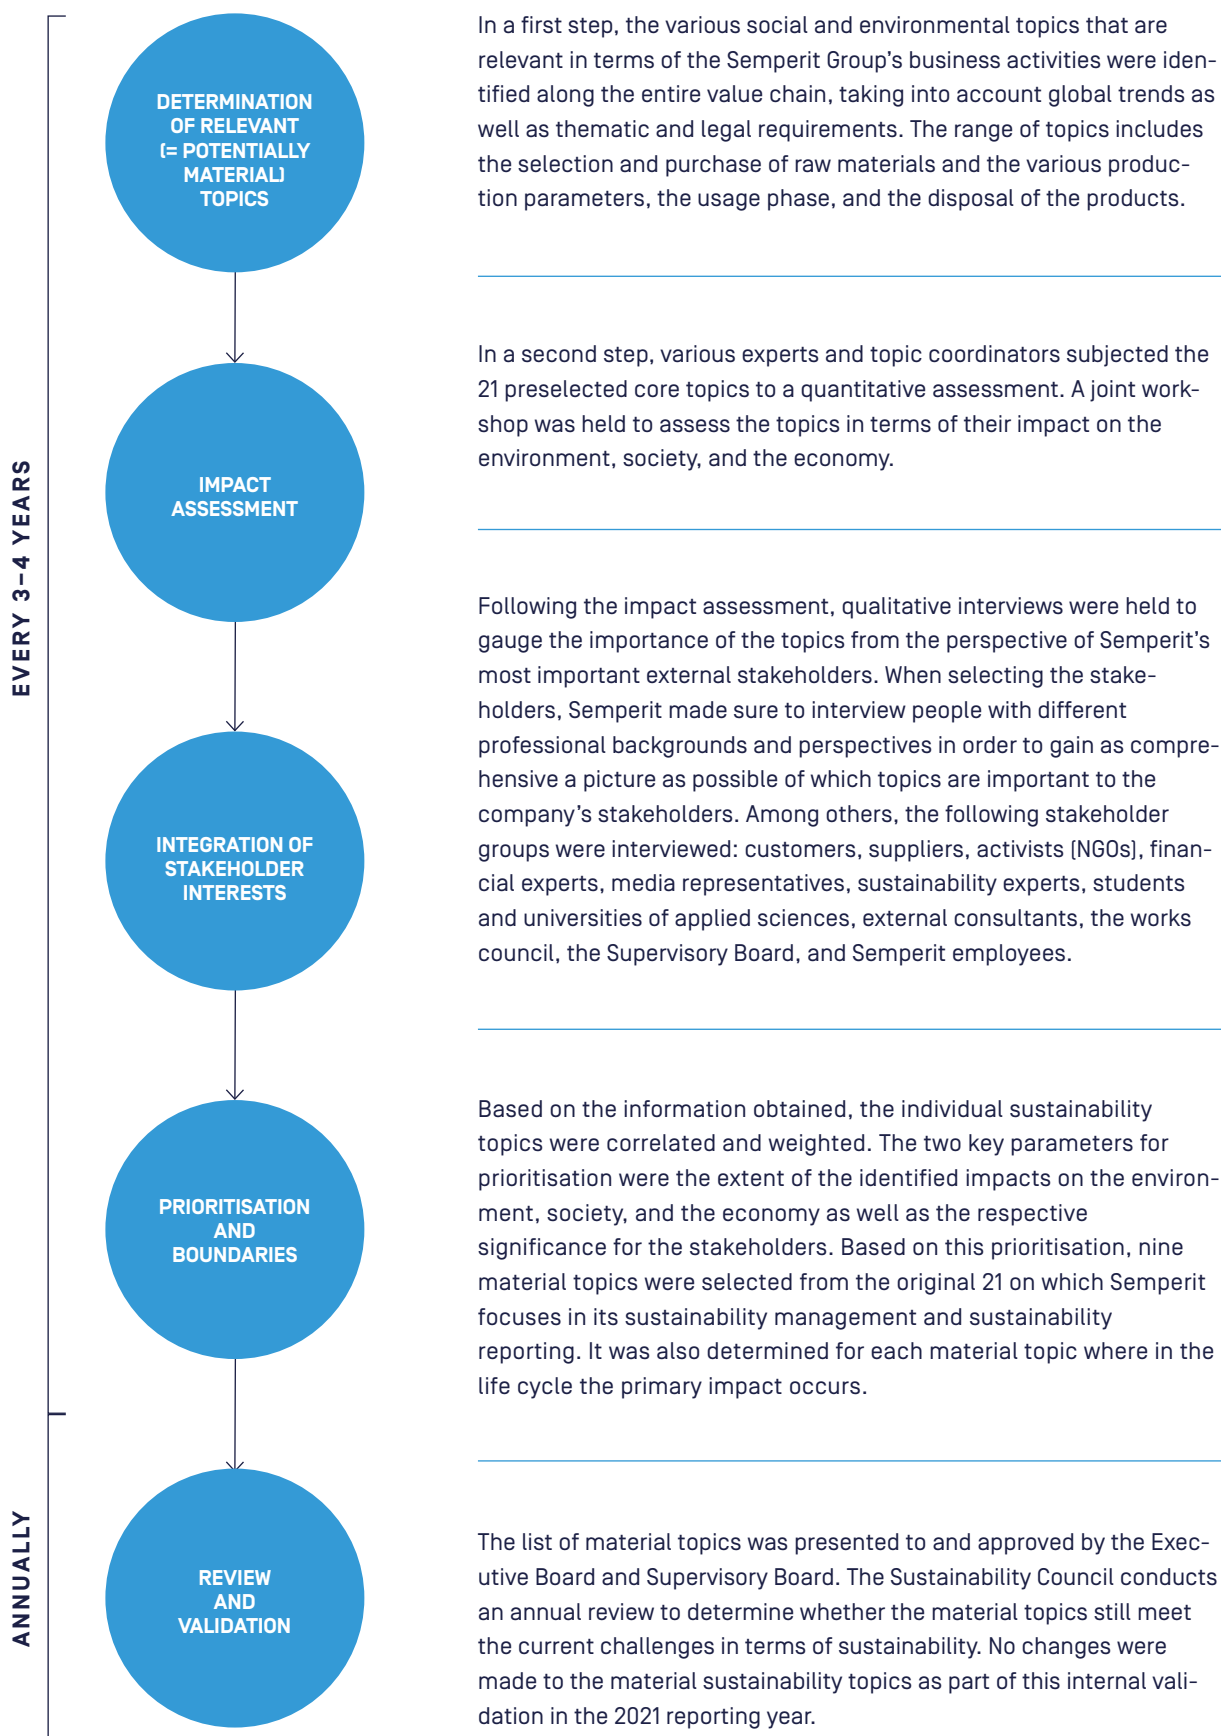 EVERY 3–4 YEARS
DETERMINATION
OF RELEVANT
(= POTENTIALLY
MATERIAL)
TOPICS
In a first step, the various social and environmental topics that are
relevant in terms of the Semperit Group’s business activities were iden-
tified along the entire value chain, taking into account global trends as
well as thematic and legal requirements. The range of topics includes
the selection and purchase of raw materials and the various produc-
tion parameters, the usage phase, and the disposal of the products.
IMPACT
ASSESSMENT
In a second step, various experts and topic coordinators subjected the
21 preselected core topics to a quantitative assessment. A joint work-
shop was held to assess the topics in terms of their impact on the
environment, society, and the economy.
INTEGRATION OF
STAKEHOLDER
INTERESTS
Following the impact assessment, qualitative interviews were held to
gauge the importance of the topics from the perspective of Semperit’s
most important external stakeholders. When selecting the stake-
holders, Semperit made sure to interview people with different
professional backgrounds and perspectives in order to gain as compre-
hensive a picture as possible of which topics are important to the
company’s stakeholders. Among others, the following stakeholder
groups were interviewed: customers, suppliers, activists (NGOs), finan-
cial experts, media representatives, sustainability experts, students
and universities of applied sciences, external consultants, the works
council, the Supervisory Board, and Semperit employees.
PRIORITISATION
AND
BOUNDARIES
Based on the information obtained, the individual sustainability
topics were correlated and weighted. The two key parameters for
prioritisation were the extent of the identified impacts on the environ-
ment, society, and the economy as well as the respective
significance for the stakeholders. Based on this prioritisation, nine
material topics were selected from the original 21 on which Semperit
focuses in its sustainability management and sustainability
reporting. It was also determined for each material topic where in the
life cycle the primary impact occurs.
ANNUALLY
REVIEW
AND
VALIDATION
The list of material topics was presented to and approved by the Exec-
utive Board and Supervisory Board. The Sustainability Council conducts
an annual review to determine whether the material topics still meet
the current challenges in terms of sustainability. No changes were
made to the material sustainability topics as part of this internal vali-
dation in the 2021 reporting year.